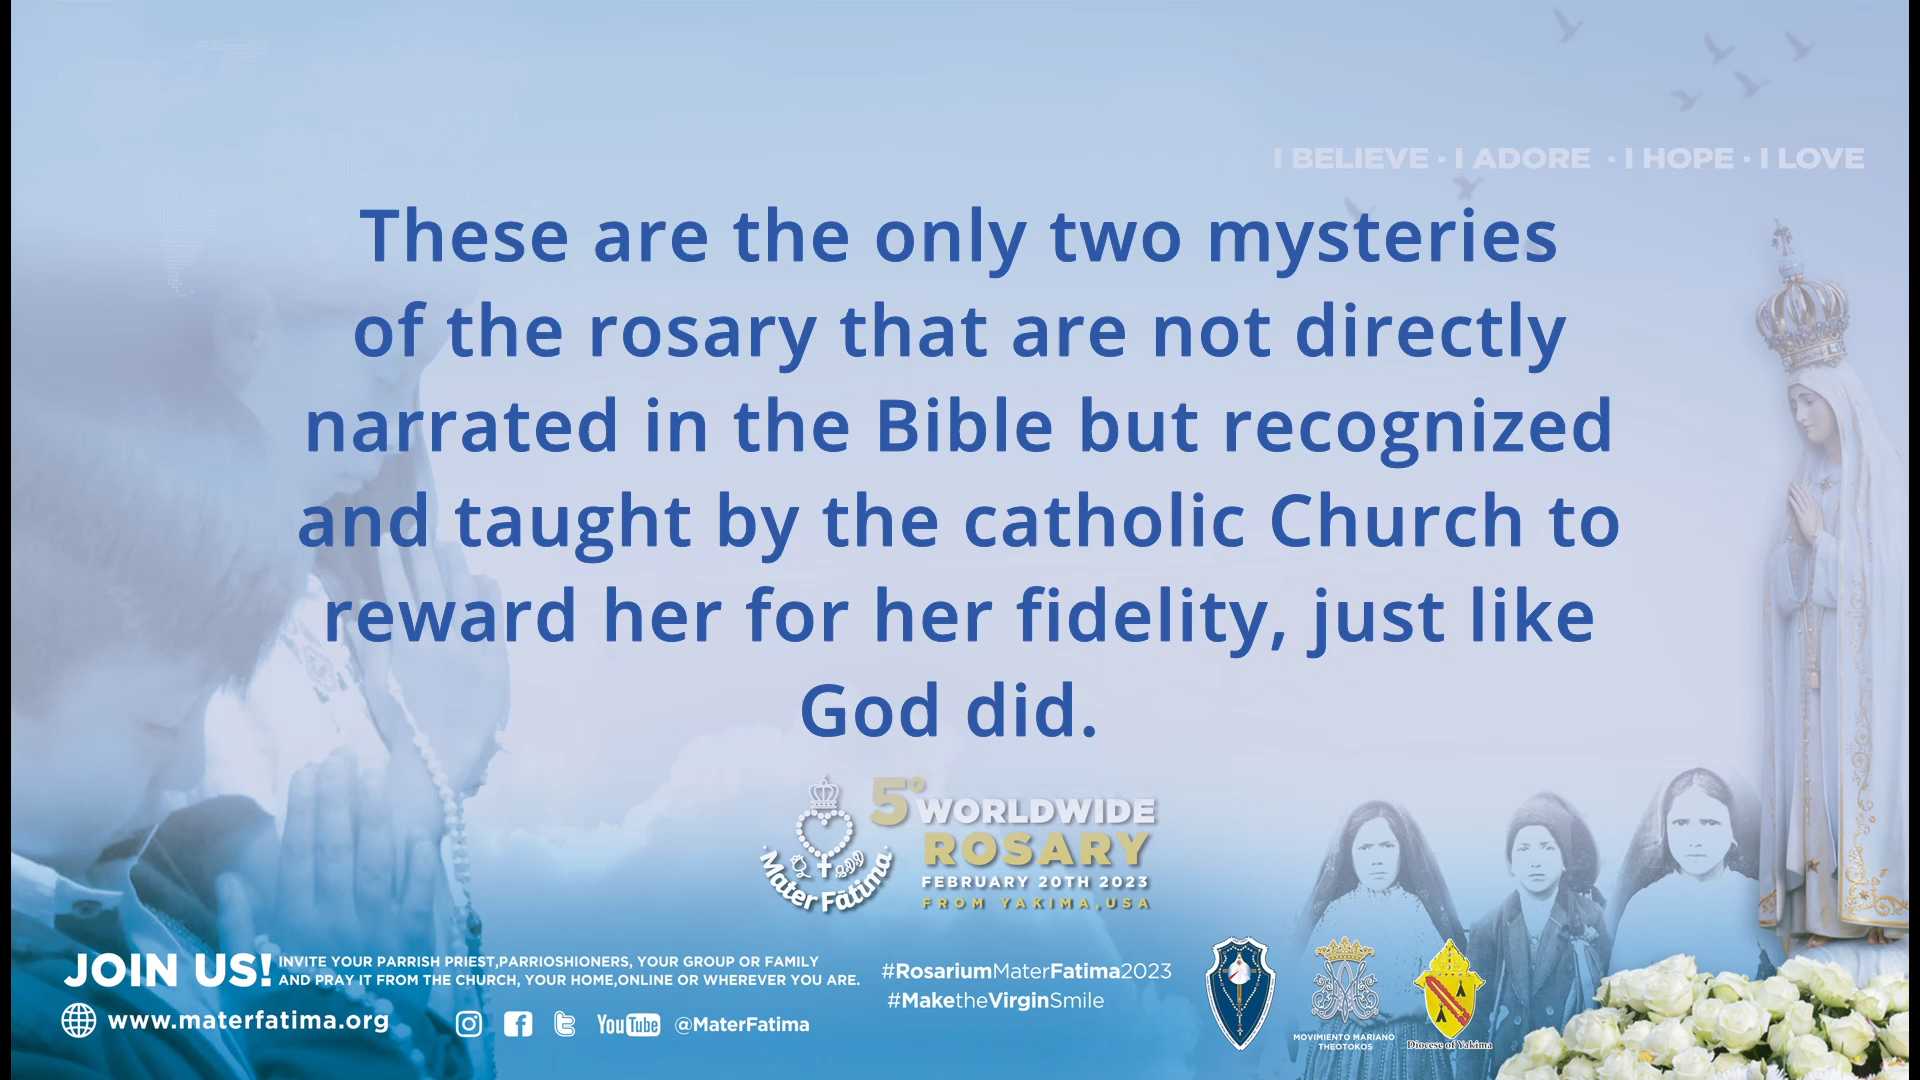 I BELIEVE · I ADORE · I HOPE · I LOVE
These are the only two mysteries
of the rosary that are not directly
narrated in the Bible but recognized
and taught by the catholic Church to
reward her for her fidelity, just like
God did.
Mater Fátima
5° WORLDWIDE
ROSARY
FEBRUARY 20TH 2023
FROM YAKIMA, USA
JOIN US!
INVITE YOUR PARRISH PRIEST,PARRIOSHIONERS, YOUR GROUP OR FAMILY
AND PRAY IT FROM THE CHURCH, YOUR HOME,ONLINE OR WHEREVER YOU ARE.
www.materfatima.org
YouTube @MaterFatima
#RosariumMaterFatima2023
#MaketheVirginSmile
MOVIMIENTO MARIANO
THEOTOKOS
Diocese of Yakima